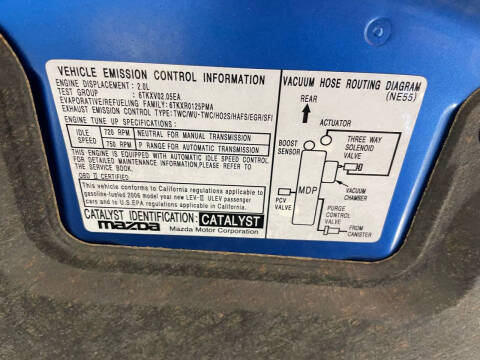 VEHICLE EMISSION CONTROL INFORMATION
ENGINE DISPLACEMENT : 2.0L
TEST GROUP : 6TKXV02.05EA
EVAPORATIVE/REFUELING FAMILY: 6TKXR0125PMA
EXHAUST EMISSION CONTROL TYPE:TWC/WU-TWC/HO2S/HAFS/EGR/SFI
ENGINE TUNE UP SPECIFICATIONS:
IDLE SPEED
720 RPM NEUTRAL FOR MANUAL TRANSMISSION
750 RPM P RANGE FOR AUTOMATIC TRANSMISSION
THIS ENGINE IS EQUIPPED WITH AUTOMATIC IDLE SPEED CONTROL
FOR DETAILED MAINTENANCE INFORMATION,PLEASE REFER TO
THE SERVICE BOOK.
OBD II CERTIFIED
This vehicle conforms to California regulations applicable to
gasoline-fueled 2006 model year new LEV-II ULEV passenger
cars and to U.S.EPA regulations applicable in California.
CATALYST IDENTIFICATION: CATALYST
mazda Mazda Motor Corporation
VACUUM HOSE ROUTING DIAGRAM
(NE55)
REAR
ACTUATOR
BOOST
SENSOR
THREE WAY
SOLENOID
VALVE
MDP
VACUUM
CHAMBER
PCV
VALVE
PURGE
CONTROL
VALVE
FROM
CANISTER